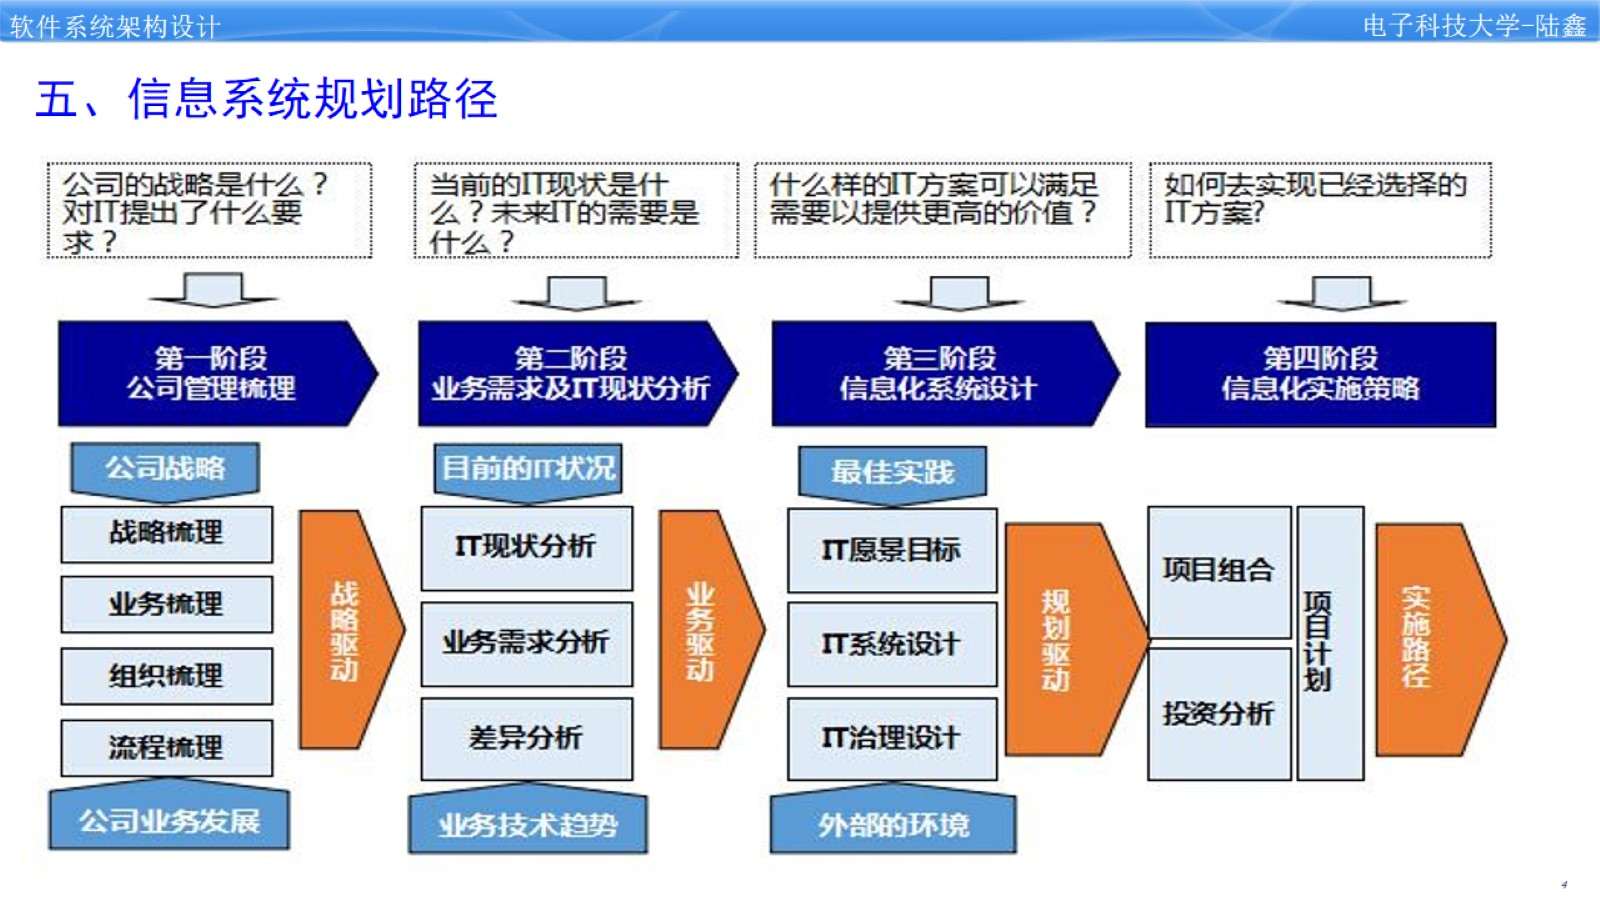 软件系统架构设计
电子科技大学-陆鑫
五、信息系统规划路径
公司的战略是什么？
对IT提出了什么要
求？
当前的IT现状是什
么？未来IT的需要是
什么？
什么样的IT方案可以满足
需要以提供更高的价值？
如何去实现已经选择的
IT方案?
第一阶段
公司管理梳理
第二阶段
业务需求及IT现状分析
第三阶段
信息化系统设计
第四阶段
信息化实施策略
公司战略
战略梳理
业务梳理
组织梳理
流程梳理
公司业务发展
战略驱动
目前的IT状况
IT现状分析
业务需求分析
差异分析
业务技术趋势
业务驱动
最佳实践
IT愿景目标
IT系统设计
IT治理设计
外部的环境
规划驱动
项目组合
投资分析
项目计划
实施路径
4